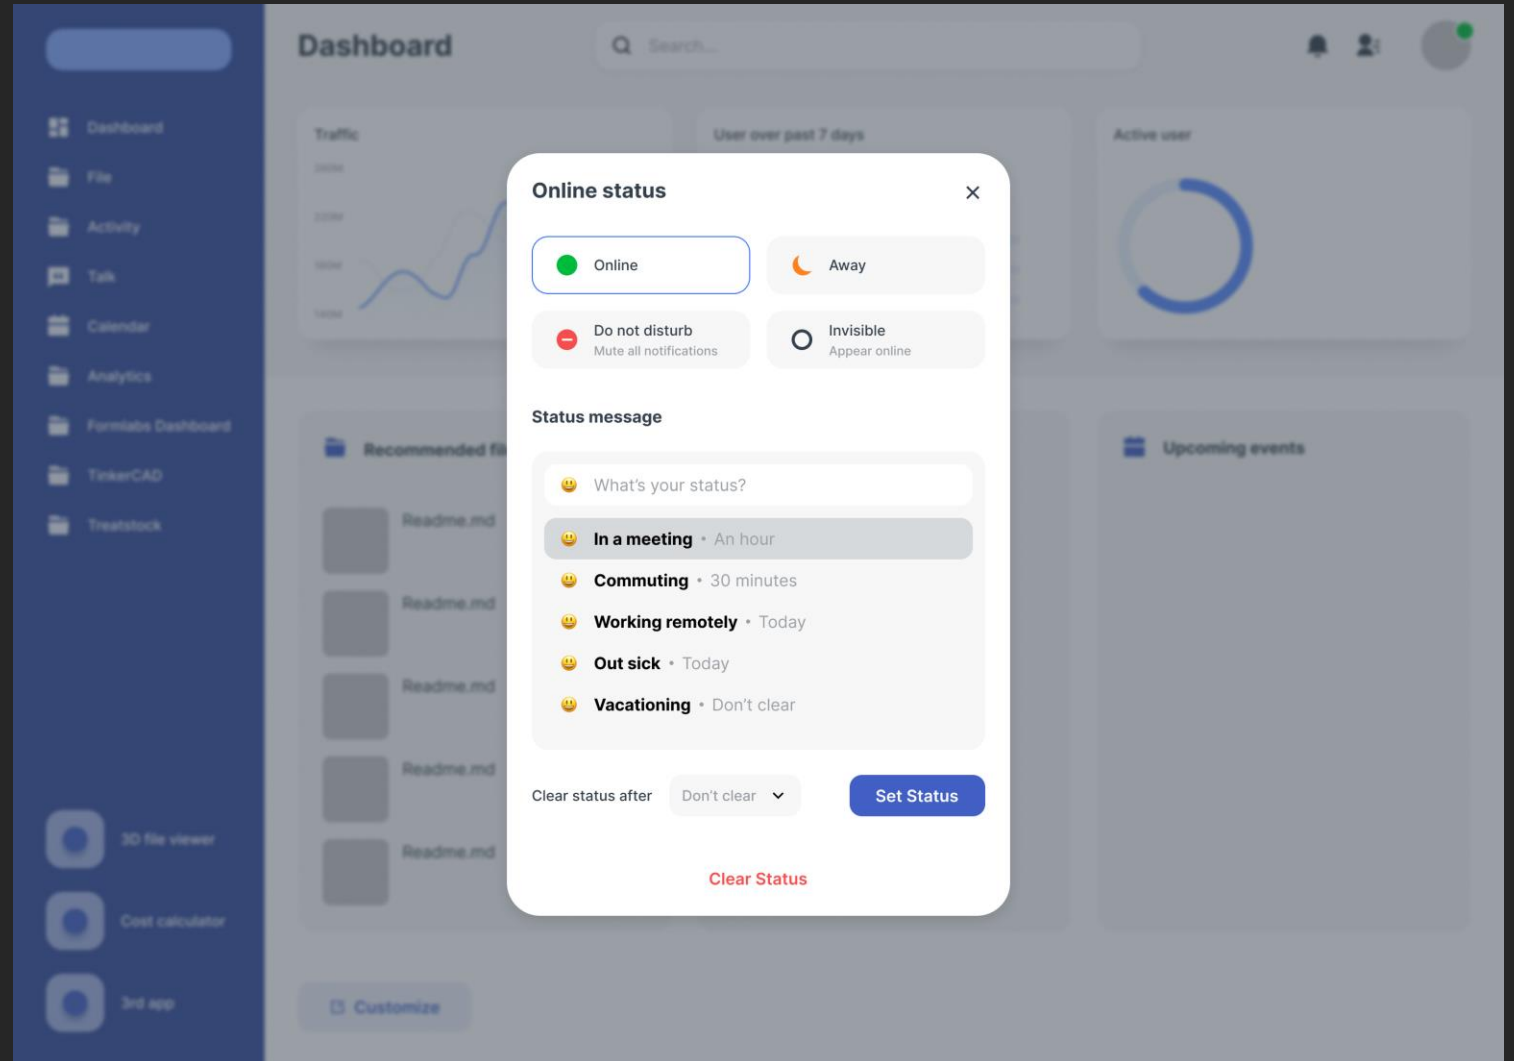 Dashboard
Search...
Dashboard
File
Activity
Talk
Calendar
Analytics
Formlabs Dashboard
TinkerCAD
Treatstock
3D file viewer
Cost calculator
3rd app
Traffic
User over past 7 days
Active user
Online status
Online
Away
Do not disturb
Mute all notifications
Invisible
Appear online
Status message
What's your status?
In a meeting • An hour
Commuting • 30 minutes
Working remotely • Today
Out sick • Today
Vacationing • Don't clear
Clear status after
Don't clear
Set Status
Clear Status
Recommended
Readme.md
Readme.md
Readme.md
Readme.md
Readme.md
Upcoming events
Customize